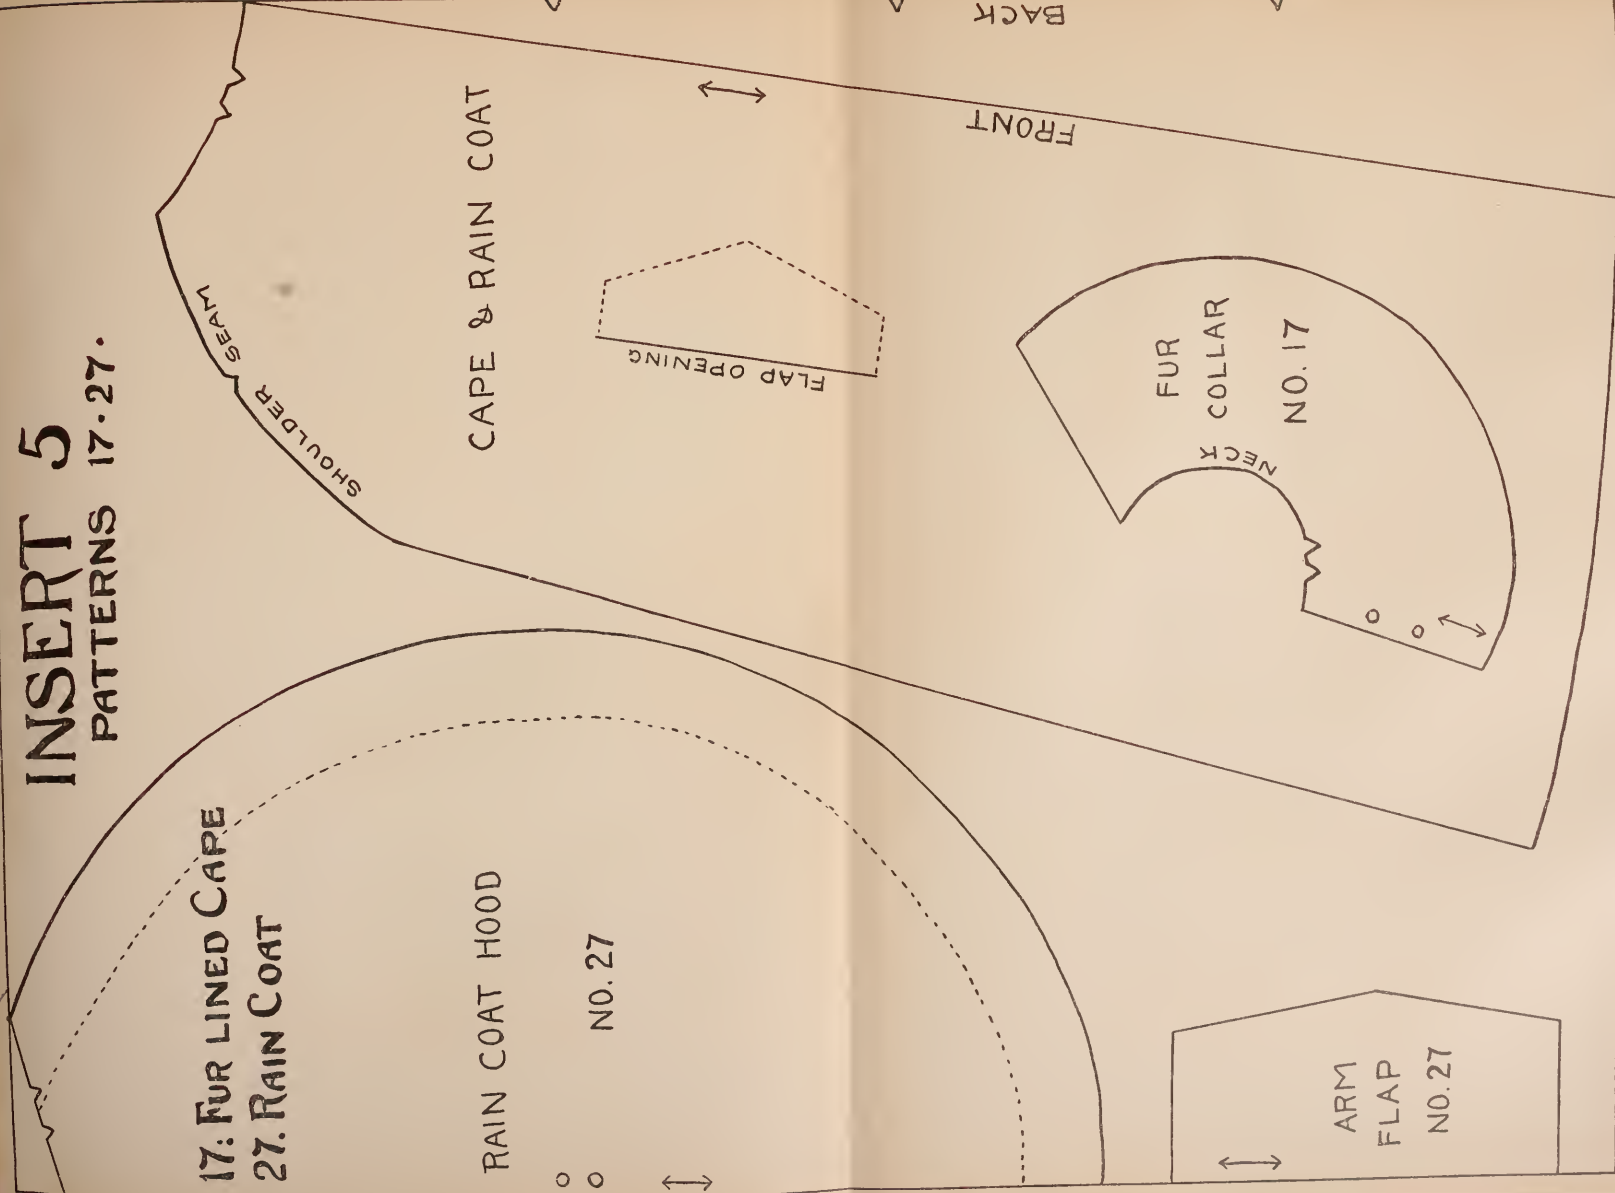 INSERT 5
PATTERNS 17·27·
17: FUR LINED CAPE
27. RAIN COAT
SHOULDER SEAM
CAPE & RAIN COAT
FLAP OPENING
BACK
FRONT
FUR
COLLAR
NO. 17
NECK
RAIN COAT HOOD
NO. 27
ARM
FLAP
NO. 27